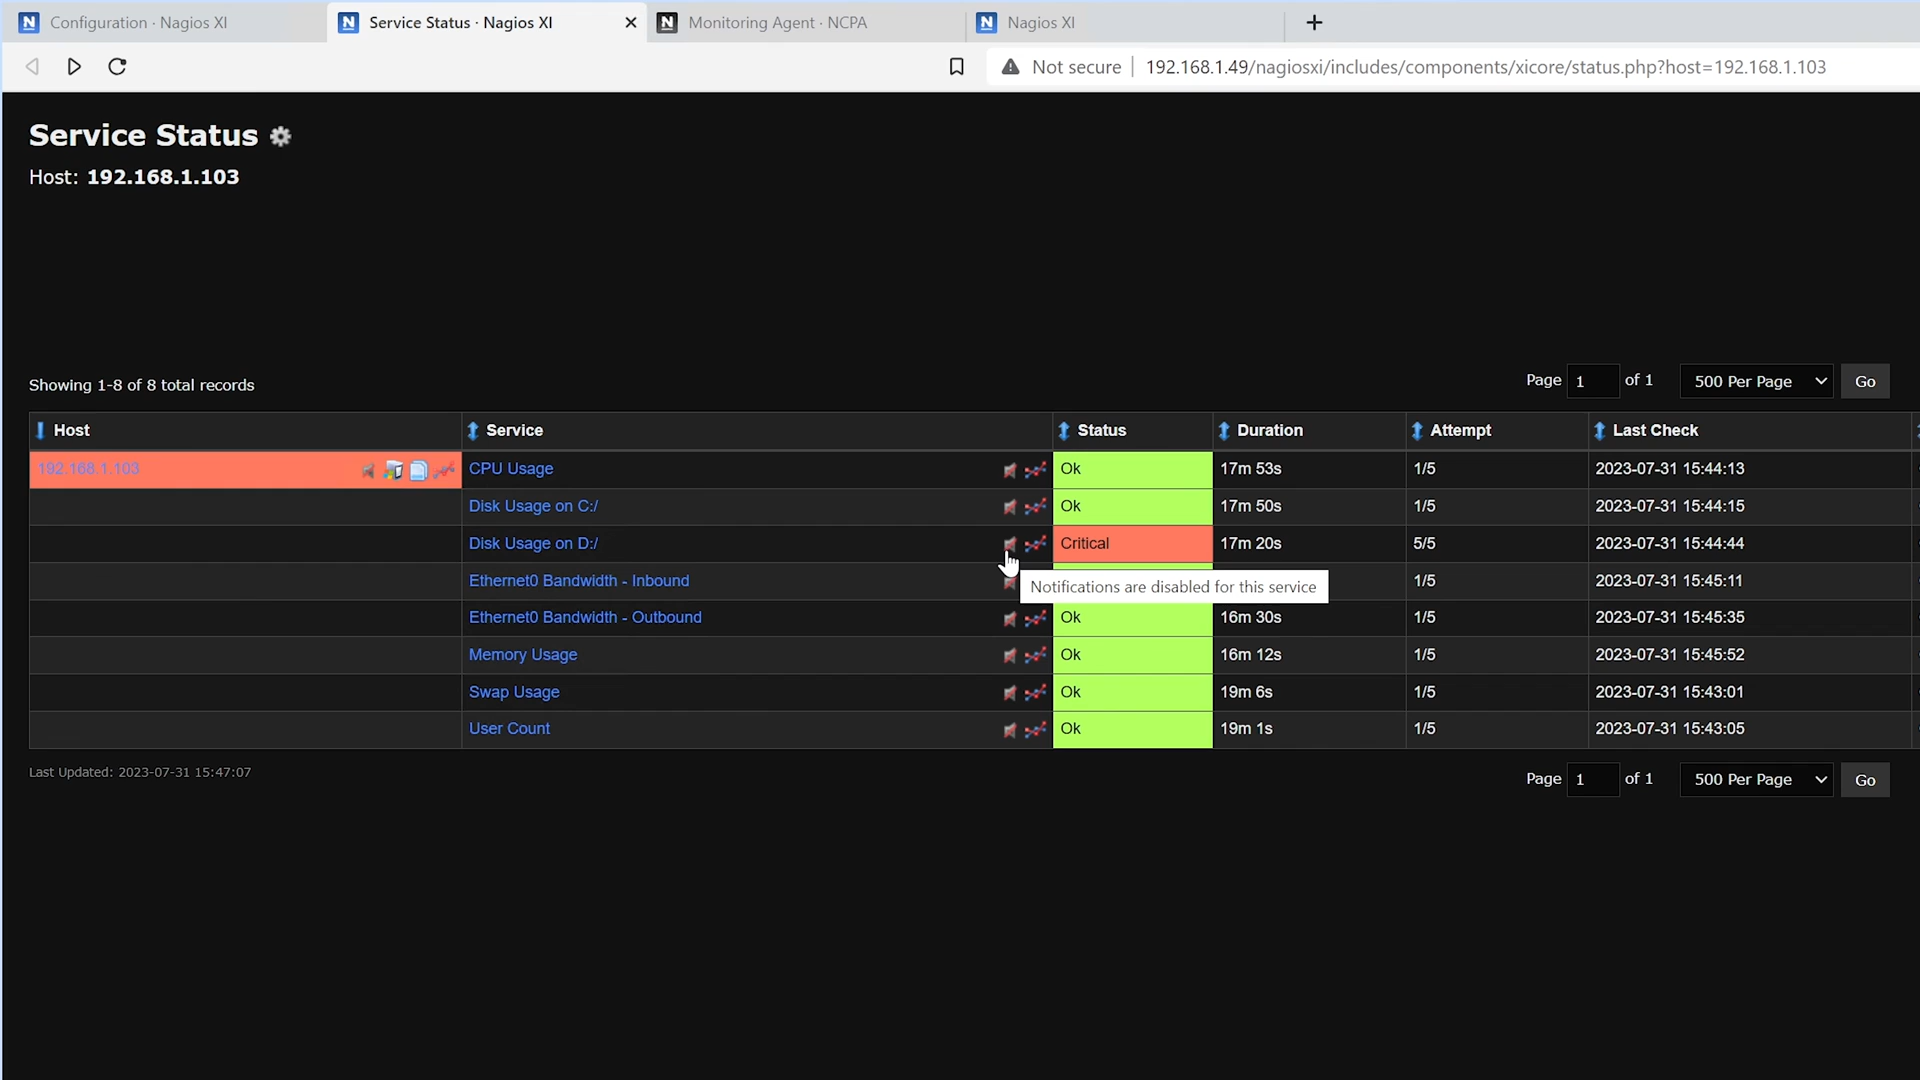 Configuration · Nagios XI
Service Status · Nagios XI
Monitoring Agent · NCPA
Nagios XI
Not secure
192.168.1.49/nagiosxi/includes/components/xicore/status.php?host=192.168.1.103
Service Status
Host: 192.168.1.103
Showing 1-8 of 8 total records
Page 1 of 1 500 Per Page Go
Host Service Status Duration Attempt Last Check
192.168.1.103 CPU Usage Ok 17m 53s 1/5 2023-07-31 15:44:13
Disk Usage on C:/ Ok 17m 50s 1/5 2023-07-31 15:44:15
Disk Usage on D:/ Critical 17m 20s 5/5 2023-07-31 15:44:44
Ethernet0 Bandwidth - Inbound 1/5 2023-07-31 15:45:11
Notifications are disabled for this service
Ethernet0 Bandwidth - Outbound Ok 16m 30s 1/5 2023-07-31 15:45:35
Memory Usage Ok 16m 12s 1/5 2023-07-31 15:45:52
Swap Usage Ok 19m 6s 1/5 2023-07-31 15:43:01
User Count Ok 19m 1s 1/5 2023-07-31 15:43:05
Last Updated: 2023-07-31 15:47:07
Page 1 of 1 500 Per Page Go